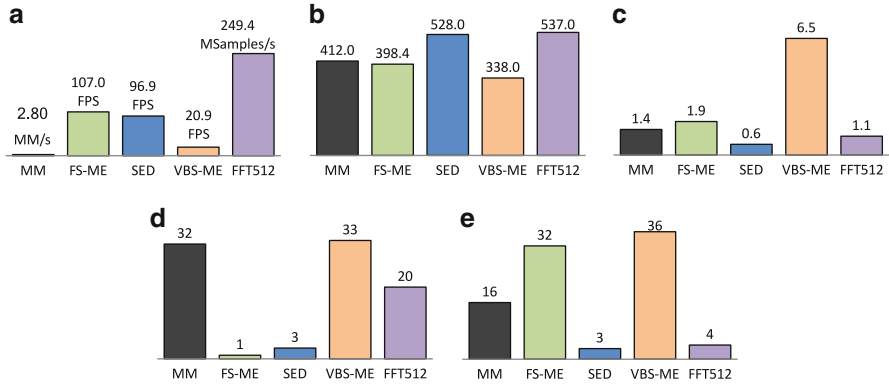 a
2.80
MM/s
107.0
FPS
96.9
FPS
20.9
FPS
249.4
MSamples/s
MM FS-ME SED VBS-ME FFT512
b
412.0 398.4 528.0 338.0 537.0
MM FS-ME SED VBS-ME FFT512
c
1.4 1.9 0.6 6.5 1.1
MM FS-ME SED VBS-ME FFT512
d
32 1 3 33 20
MM FS-ME SED VBS-ME FFT512
e
16 32 3 36 4
MM FS-ME SED VBS-ME FFT512